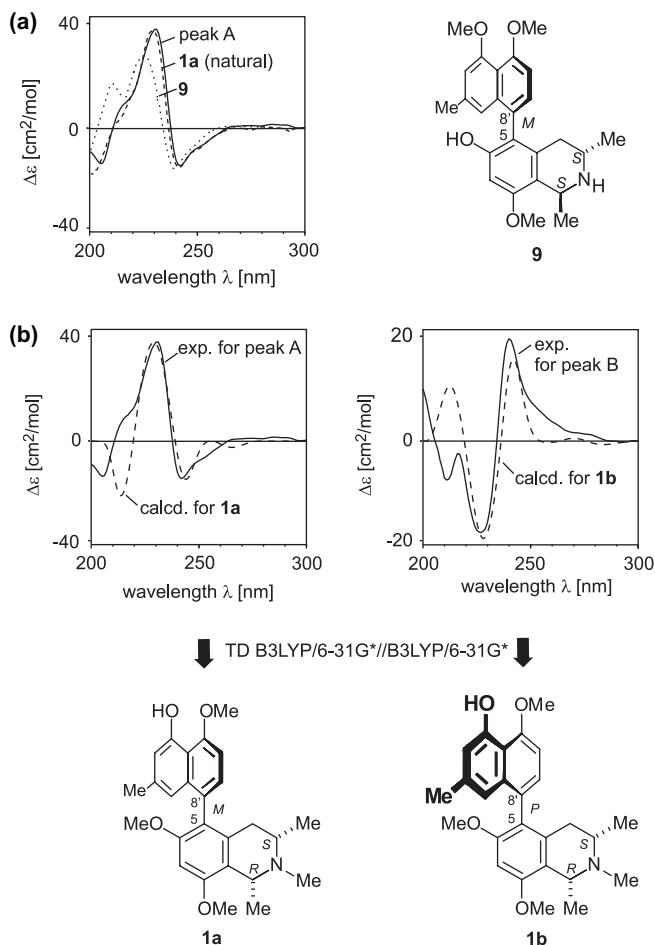 (a)
40
0
-40
Δε [cm²/mol]
peak A
1a (natural)
9
200 250 300
wavelength λ [nm]
MeO OMe
Me
8'
M
5
HO
S
Me
N
H
S
OMe Me
9
(b)
40
0
-40
Δε [cm²/mol]
exp. for peak A
calcd. for 1a
200 250 300
wavelength λ [nm]
20
0
-20
Δε [cm²/mol]
exp.
for peak B
calcd. for 1b
200 250 300
wavelength λ [nm]
TD B3LYP/6-31G*//B3LYP/6-31G*
HO OMe
Me
8'
M
5
MeO
S
Me
N
Me
R
OMe Me
1a
HO OMe
Me
8'
P
5
MeO
S
Me
N
Me
R
OMe Me
1b